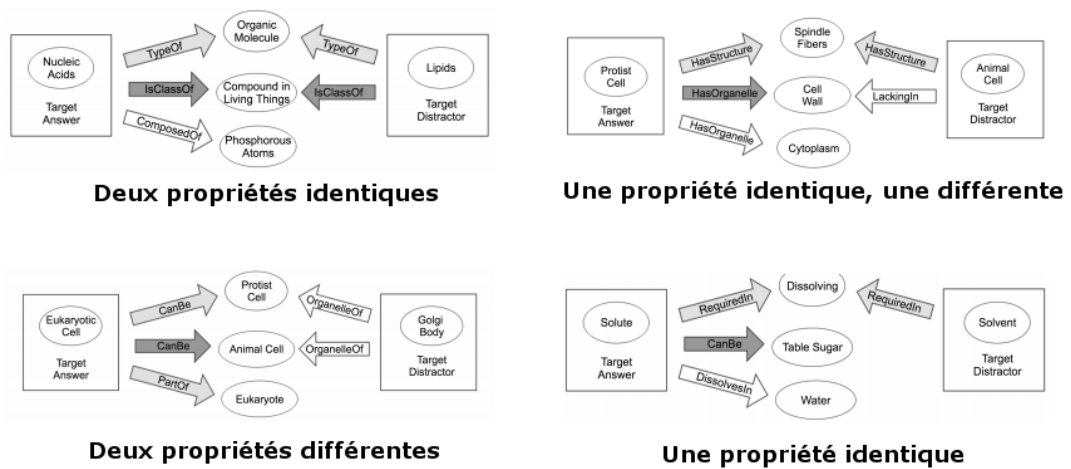 Organic
Molecule
TypeOf
TypeOf
Nucleic
Acids
Lipids
IsClassOf
Compound in
Living Things
IsClassOf
Target
Answer
Target
Distractor
ComposedOf
Phosphorous
Atoms
Deux propriétés identiques
Spindle
Fibers
HasStructure
HasStructure
Protist
Cell
Animal
Cell
HasOrganelle
Cell
Wall
LackingIn
Target
Answer
Target
Distractor
HasOrganelle
Cytoplasm
Une propriété identique, une différente
Protist
Cell
CanBe
OrganelleOf
Eukaryotic
Cell
Golgi
Body
CanBe
Animal Cell
OrganelleOf
Target
Answer
Target
Distractor
PartOf
Eukaryote
Deux propriétés différentes
Dissolving
RequiredIn
RequiredIn
Solute
Solvent
CanBe
Table Sugar
Target
Answer
Target
Distractor
DissolvesIn
Water
Une propriété identique